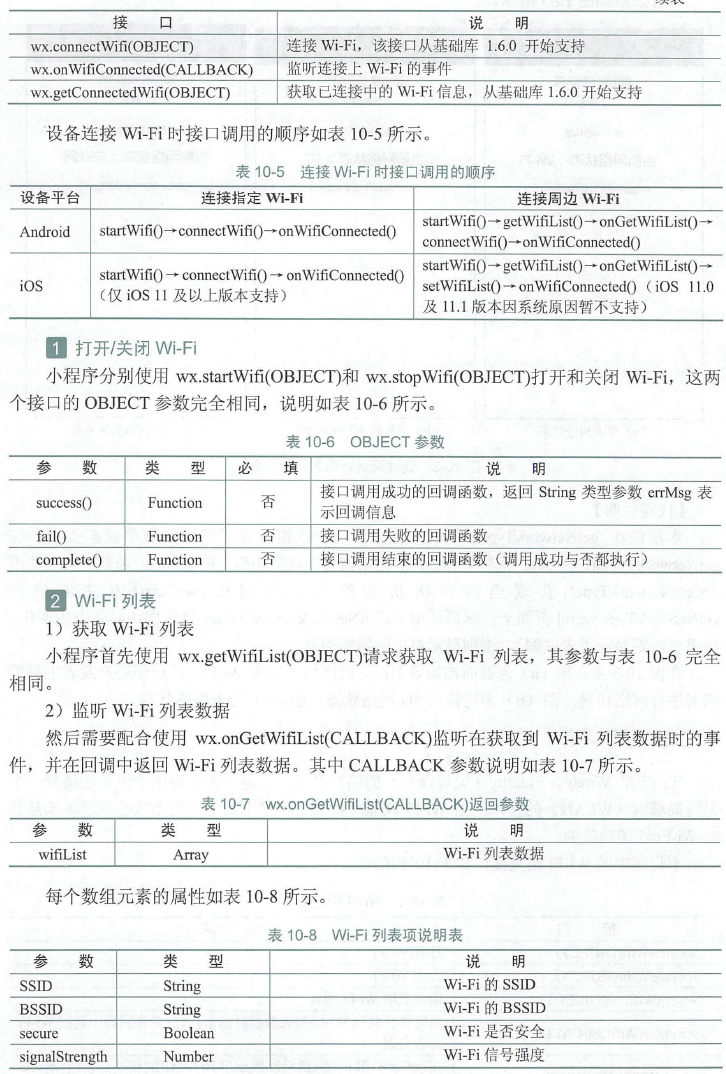 续表
接 口 说 明
wx.connectWifi(OBJECT) 连接 Wi-Fi，该接口从基础库 1.6.0 开始支持
wx.onWifiConnected(CALLBACK) 监听连接上 Wi-Fi 的事件
wx.getConnectedWifi(OBJECT) 获取已连接中的 Wi-Fi 信息，从基础库 1.6.0 开始支持
设备连接 Wi-Fi 时接口调用的顺序如表 10-5 所示。
表 10-5 连接 Wi-Fi 时接口调用的顺序
设备平台 连接指定 Wi-Fi 连接周边 Wi-Fi
Android startWifi()→connectWifi()→onWifiConnected() startWifi()→getWifiList()→onGetWifiList()→
connectWifi()→onWifiConnected()
iOS startWifi()→connectWifi()→onWifiConnected()
（仅 iOS 11 及以上版本支持）
startWifi()→getWifiList()→onGetWifiList()→
setWifiList()→onWifiConnected()（iOS 11.0
及 11.1 版本因系统原因暂不支持）
1 打开/关闭 Wi-Fi
小程序分别使用 wx.startWifi(OBJECT)和 wx.stopWifi(OBJECT)打开和关闭 Wi-Fi，这两
个接口的 OBJECT 参数完全相同，说明如表 10-6 所示。
表 10-6 OBJECT 参数
参 数 类 型 必 填 说 明
success() Function 否 接口调用成功的回调函数，返回 String 类型参数 errMsg 表
示回调信息
fail() Function 否 接口调用失败的回调函数
complete() Function 否 接口调用结束的回调函数（调用成功与否都执行）
2 Wi-Fi 列表
1）获取 Wi-Fi 列表
小程序首先使用 wx.getWifiList(OBJECT)请求获取 Wi-Fi 列表，其参数与表 10-6 完全
相同。
2）监听 Wi-Fi 列表数据
然后需要配合使用 wx.onGetWifiList(CALLBACK)监听在获取到 Wi-Fi 列表数据时的事
件，并在回调中返回 Wi-Fi 列表数据。其中 CALLBACK 参数说明如表 10-7 所示。
表 10-7 wx.onGetWifiList(CALLBACK)返回参数
参 数 类 型 说 明
wifiList Array Wi-Fi 列表数据
每个数组元素的属性如表 10-8 所示。
表 10-8 Wi-Fi 列表项说明表
参 数 类 型 说 明
SSID String Wi-Fi 的 SSID
BSSID String Wi-Fi 的 BSSID
secure Boolean Wi-Fi 是否安全
signalStrength Number Wi-Fi 信号强度